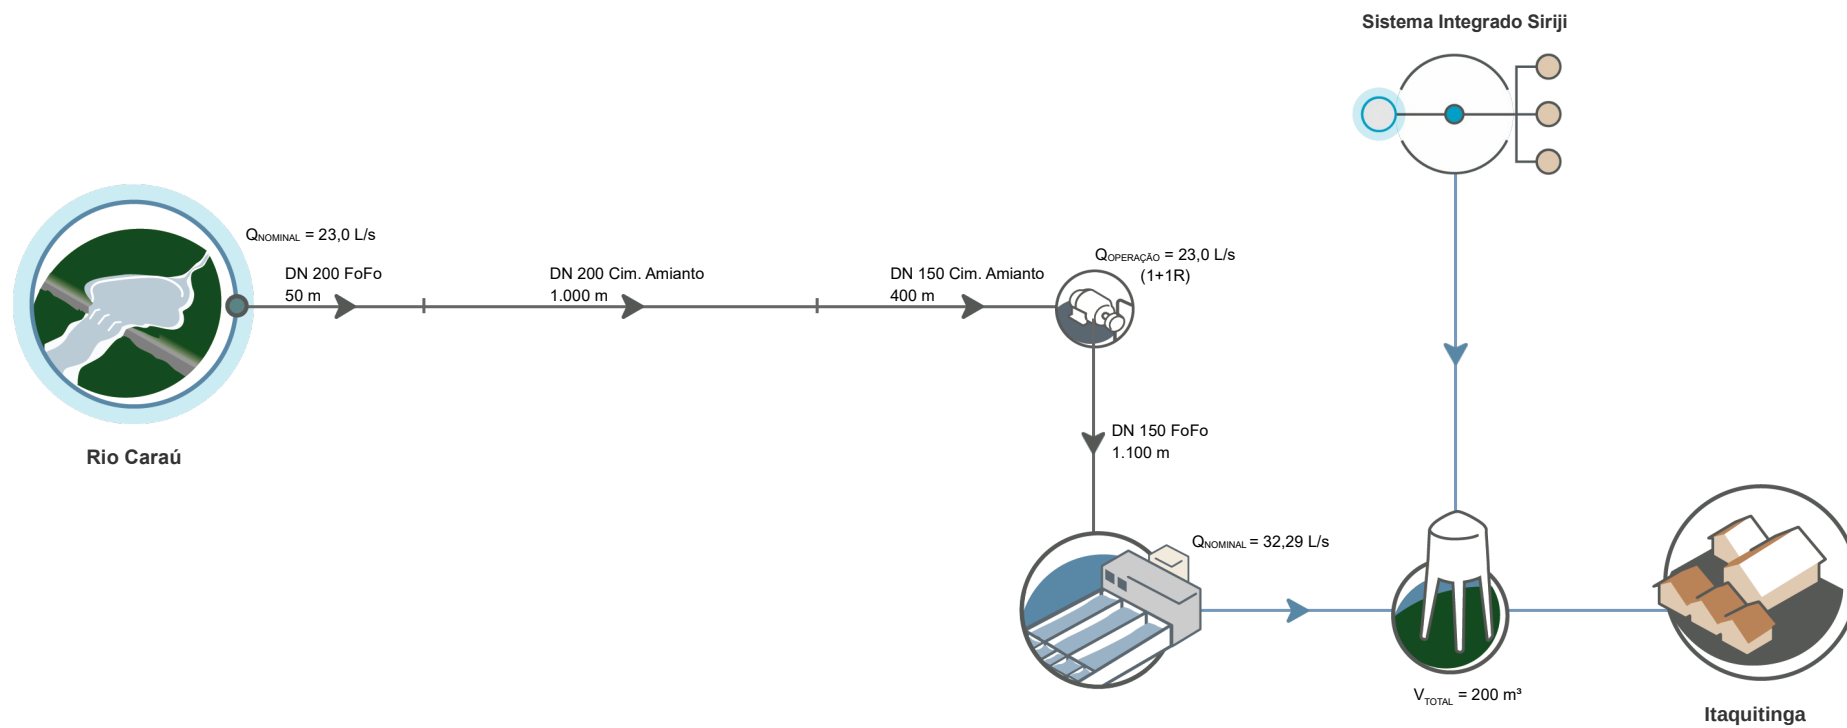 Sistema Integrado Siriji
QNOMINAL = 23,0 L/s
DN 200 FoFo
50 m
DN 200 Cim. Amianto
1.000 m
DN 150 Cim. Amianto
400 m
QOPERAÇÃO = 23,0 L/s
(1+1R)
Rio Caraú
DN 150 FoFo
1.100 m
QNOMINAL = 32,29 L/s
VTOTAL = 200 m³
Itaquitinga